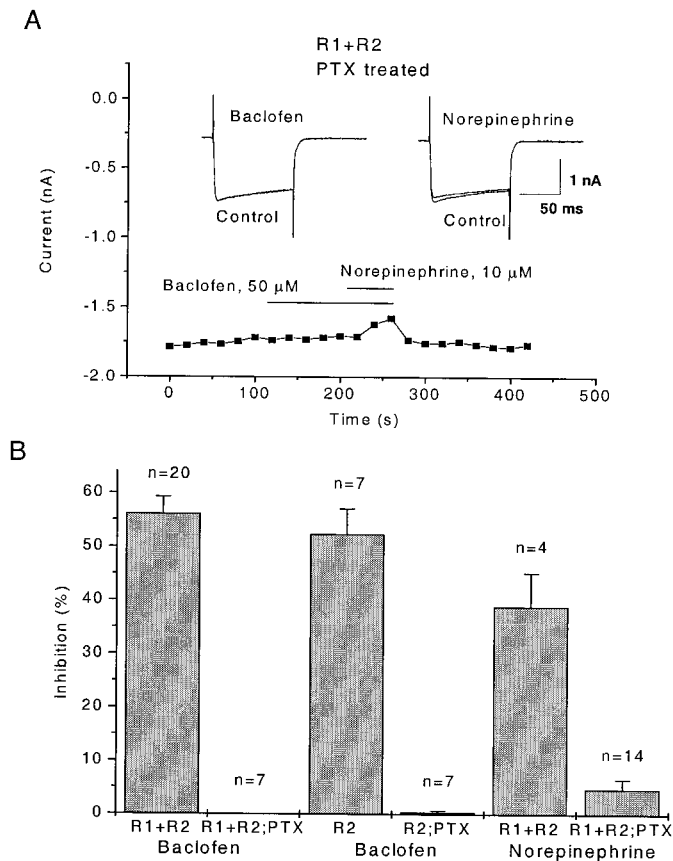 A
R1+R2
PTX treated
0.0
-0.5
-1.0
-1.5
-2.0
Current (nA)
Baclofen
Control
Norepinephrine
Control
1 nA
50 ms
Baclofen, 50 µM
Norepinephrine, 10 µM
0
100
200
300
400
500
Time (s)
B
60
50
40
30
20
10
0
Inhibition (%)
n=20
n=7
n=7
n=7
n=4
n=14
R1+R2
R1+R2;PTX
R2
R2;PTX
R1+R2
R1+R2;PTX
Baclofen
Baclofen
Norepinephrine